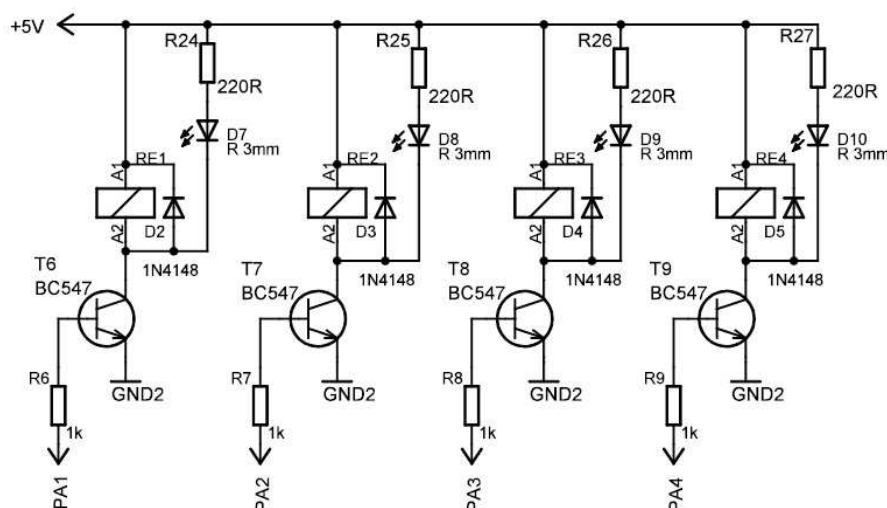 +5V
R24
R25
R26
R27
220R
220R
220R
220R
D7
R 3mm
D8
R 3mm
D9
R 3mm
D10
R 3mm
A1
RE1
A1
RE2
A1
RE3
A1
RE4
A2
D2
A2
D3
A2
D4
A2
D5
1N4148
1N4148
1N4148
1N4148
T6
BC547
T7
BC547
T8
BC547
T9
BC547
R6
R7
R8
R9
GND2
GND2
GND2
GND2
1k
1k
1k
1k
PA1
PA2
PA3
PA4